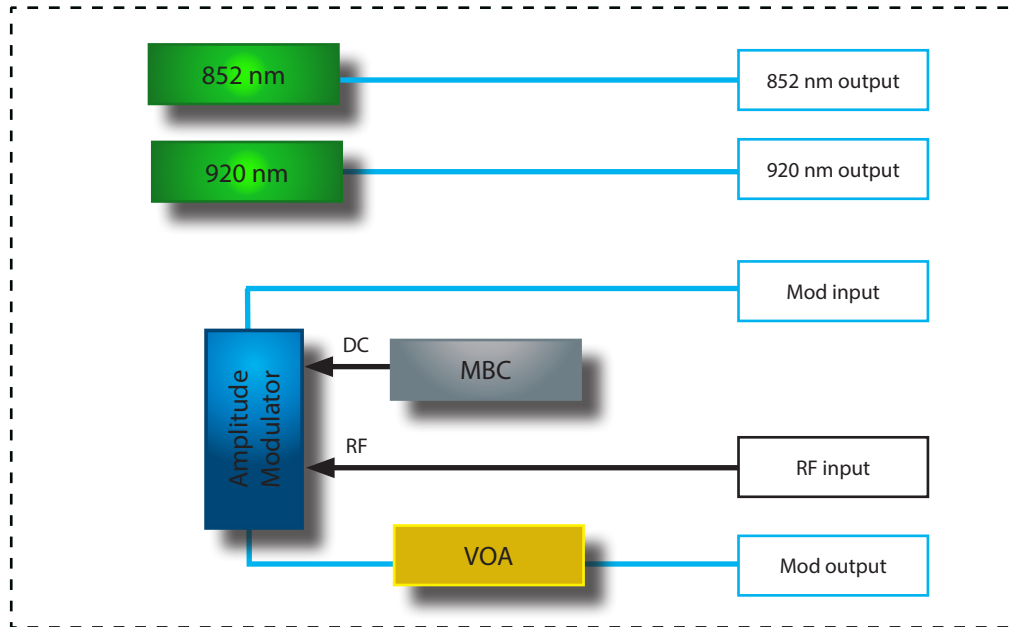 852 nm
852 nm output
920 nm
920 nm output
Mod input
DC
MBC
Amplitude
Modulator
RF
RF input
VOA
Mod output